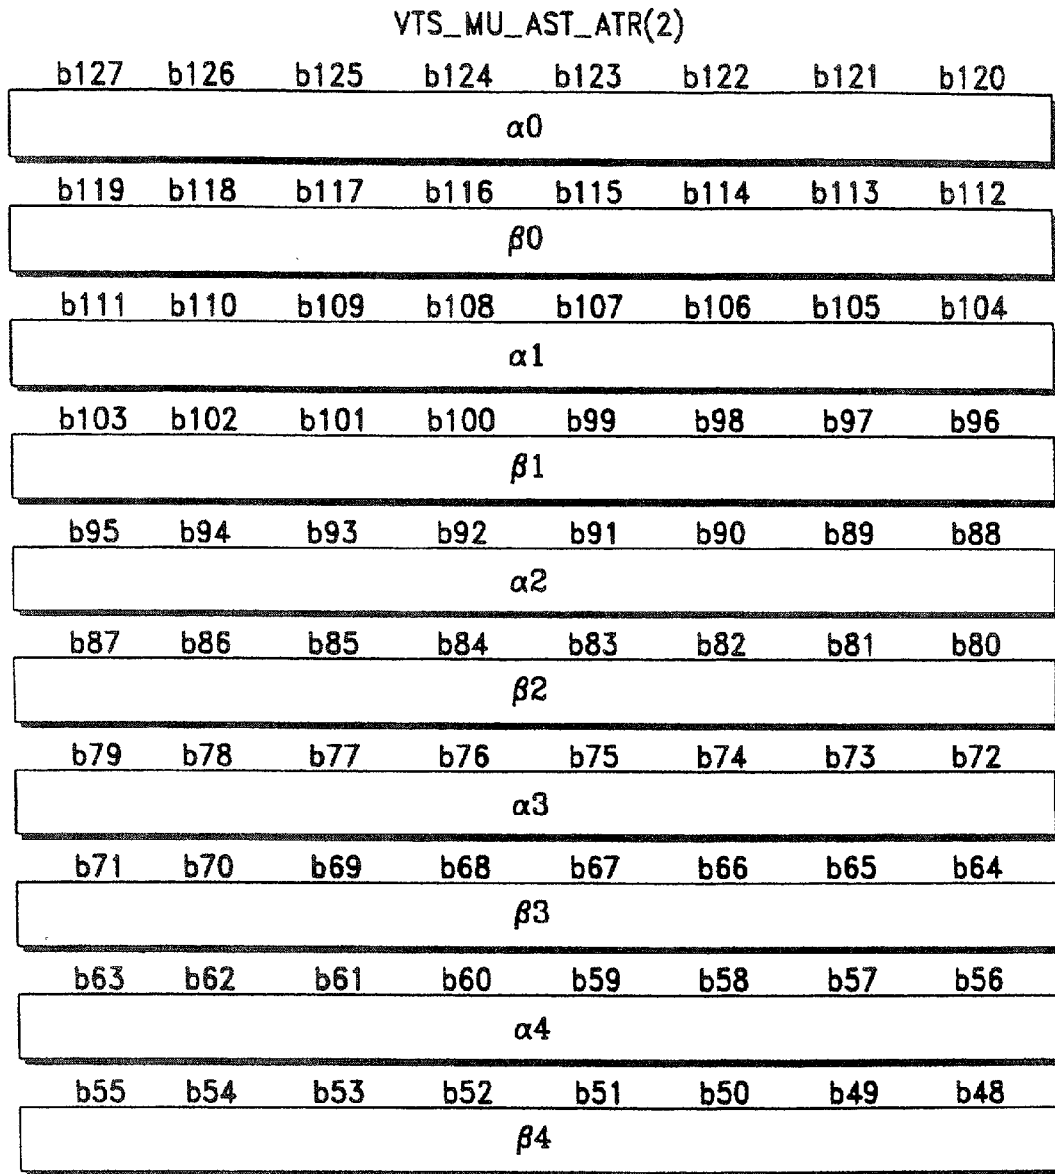 VTS_MU_AST_ATR(2)
b127 b126 b125 b124 b123 b122 b121 b120
α0
b119 b118 b117 b116 b115 b114 b113 b112
β0
b111 b110 b109 b108 b107 b106 b105 b104
α1
b103 b102 b101 b100 b99 b98 b97 b96
β1
b95 b94 b93 b92 b91 b90 b89 b88
α2
b87 b86 b85 b84 b83 b82 b81 b80
β2
b79 b78 b77 b76 b75 b74 b73 b72
α3
b71 b70 b69 b68 b67 b66 b65 b64
β3
b63 b62 b61 b60 b59 b58 b57 b56
α4
b55 b54 b53 b52 b51 b50 b49 b48
β4